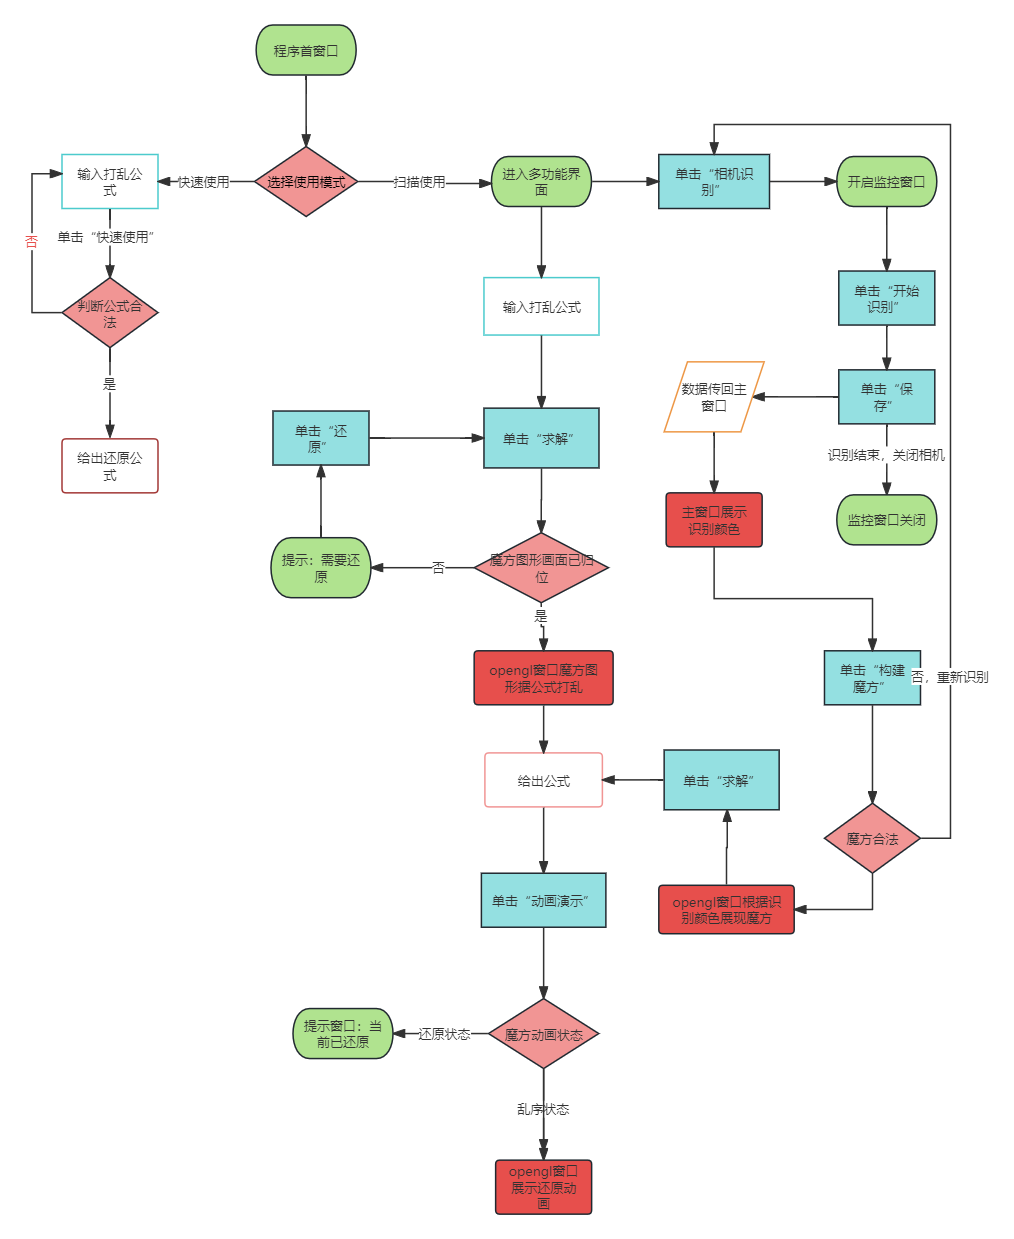 程序首窗口
输入打乱公
式
快速使用
选择使用模式
扫描使用
进入多功能界
面
单击“相机识
别”
开启监控窗口
否
单击“快速使用”
判断公式合
法
输入打乱公式
单击“开始
识别”
是
数据传回主
窗口
单击“保
存”
给出还原公
式
单击“还
原”
单击“求解”
识别结束，关闭相机
主窗口展示
识别颜色
监控窗口关闭
提示：需要还
原
否
魔方图形画面已归
位
是
opengl窗口魔方图
形据公式打乱
单击“构建
魔方”
否，重新识别
给出公式
单击“求解”
魔方合法
单击“动画演示”
opengl窗口根据识
别颜色展现魔方
提示窗口：当
前已还原
还原状态
魔方动画状态
乱序状态
opengl窗口
展示还原动
画